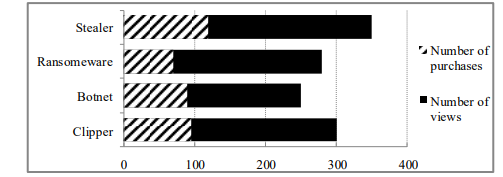 Stealer
Ransomeware
Botnet
Clipper
0 100 200 300 400
Number of
purchases
Number of
views